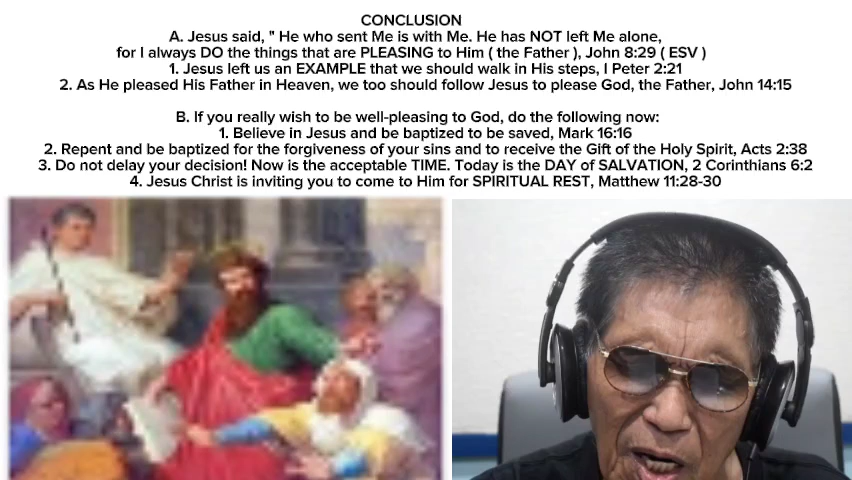 CONCLUSION
A. Jesus said, " He who sent Me is with Me. He has NOT left Me alone,
for I always DO the things that are PLEASING to Him ( the Father ), John 8:29 ( ESV )
1. Jesus left us an EXAMPLE that we should walk in His steps, I Peter 2:21
2. As He pleased His Father in Heaven, we too should follow Jesus to please God, the Father, John 14:15
B. If you really wish to be well-pleasing to God, do the following now:
1. Believe in Jesus and be baptized to be saved, Mark 16:16
2. Repent and be baptized for the forgiveness of your sins and to receive the Gift of the Holy Spirit, Acts 2:38
3. Do not delay your decision! Now is the acceptable TIME. Today is the DAY of SALVATION, 2 Corinthians 6:2
4. Jesus Christ is inviting you to come to Him for SPIRITUAL REST, Matthew 11:28-30